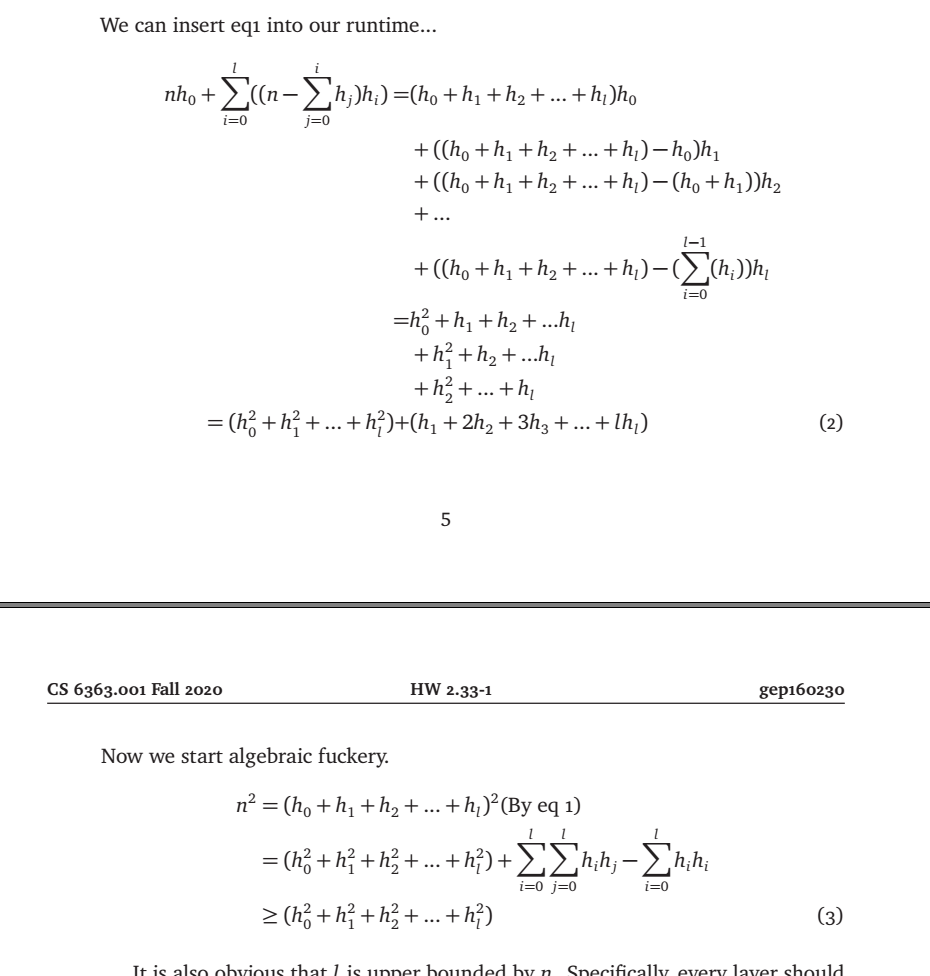 We can insert eq1 into our runtime...
$nh_0 + \sum_{i=0}^{l}((n - \sum_{j=0}^{i} h_j)h_i) = (h_0 + h_1 + h_2 + ... + h_l)h_0$
$+ ((h_0 + h_1 + h_2 + ... + h_l) - h_0)h_1$
$+ ((h_0 + h_1 + h_2 + ... + h_l) - (h_0 + h_1))h_2$
$+ ...$
$+ ((h_0 + h_1 + h_2 + ... + h_l) - (\sum_{i=0}^{l-1}(h_i))h_l$
$= h_0^2 + h_1 + h_2 + ...h_l$
$+ h_1^2 + h_2 + ...h_l$
$+ h_2^2 + ... + h_l$
$= (h_0^2 + h_1^2 + ... + h_l^2) + (h_1 + 2h_2 + 3h_3 + ... + lh_l)$ (2)
5
CS 6363.001 Fall 2020 HW 2.33-1 gep160230
Now we start algebraic fuckery.
$n^2 = (h_0 + h_1 + h_2 + ... + h_l)^2$(By eq 1)
$= (h_0^2 + h_1^2 + h_2^2 + ... + h_l^2) + \sum_{i=0}^{l} \sum_{j=0}^{l} h_i h_j - \sum_{i=0}^{l} h_i h_i$
$\geq (h_0^2 + h_1^2 + h_2^2 + ... + h_l^2)$ (3)
It is also obvious that $l$ is upper bounded by $n$. Specifically, every layer should